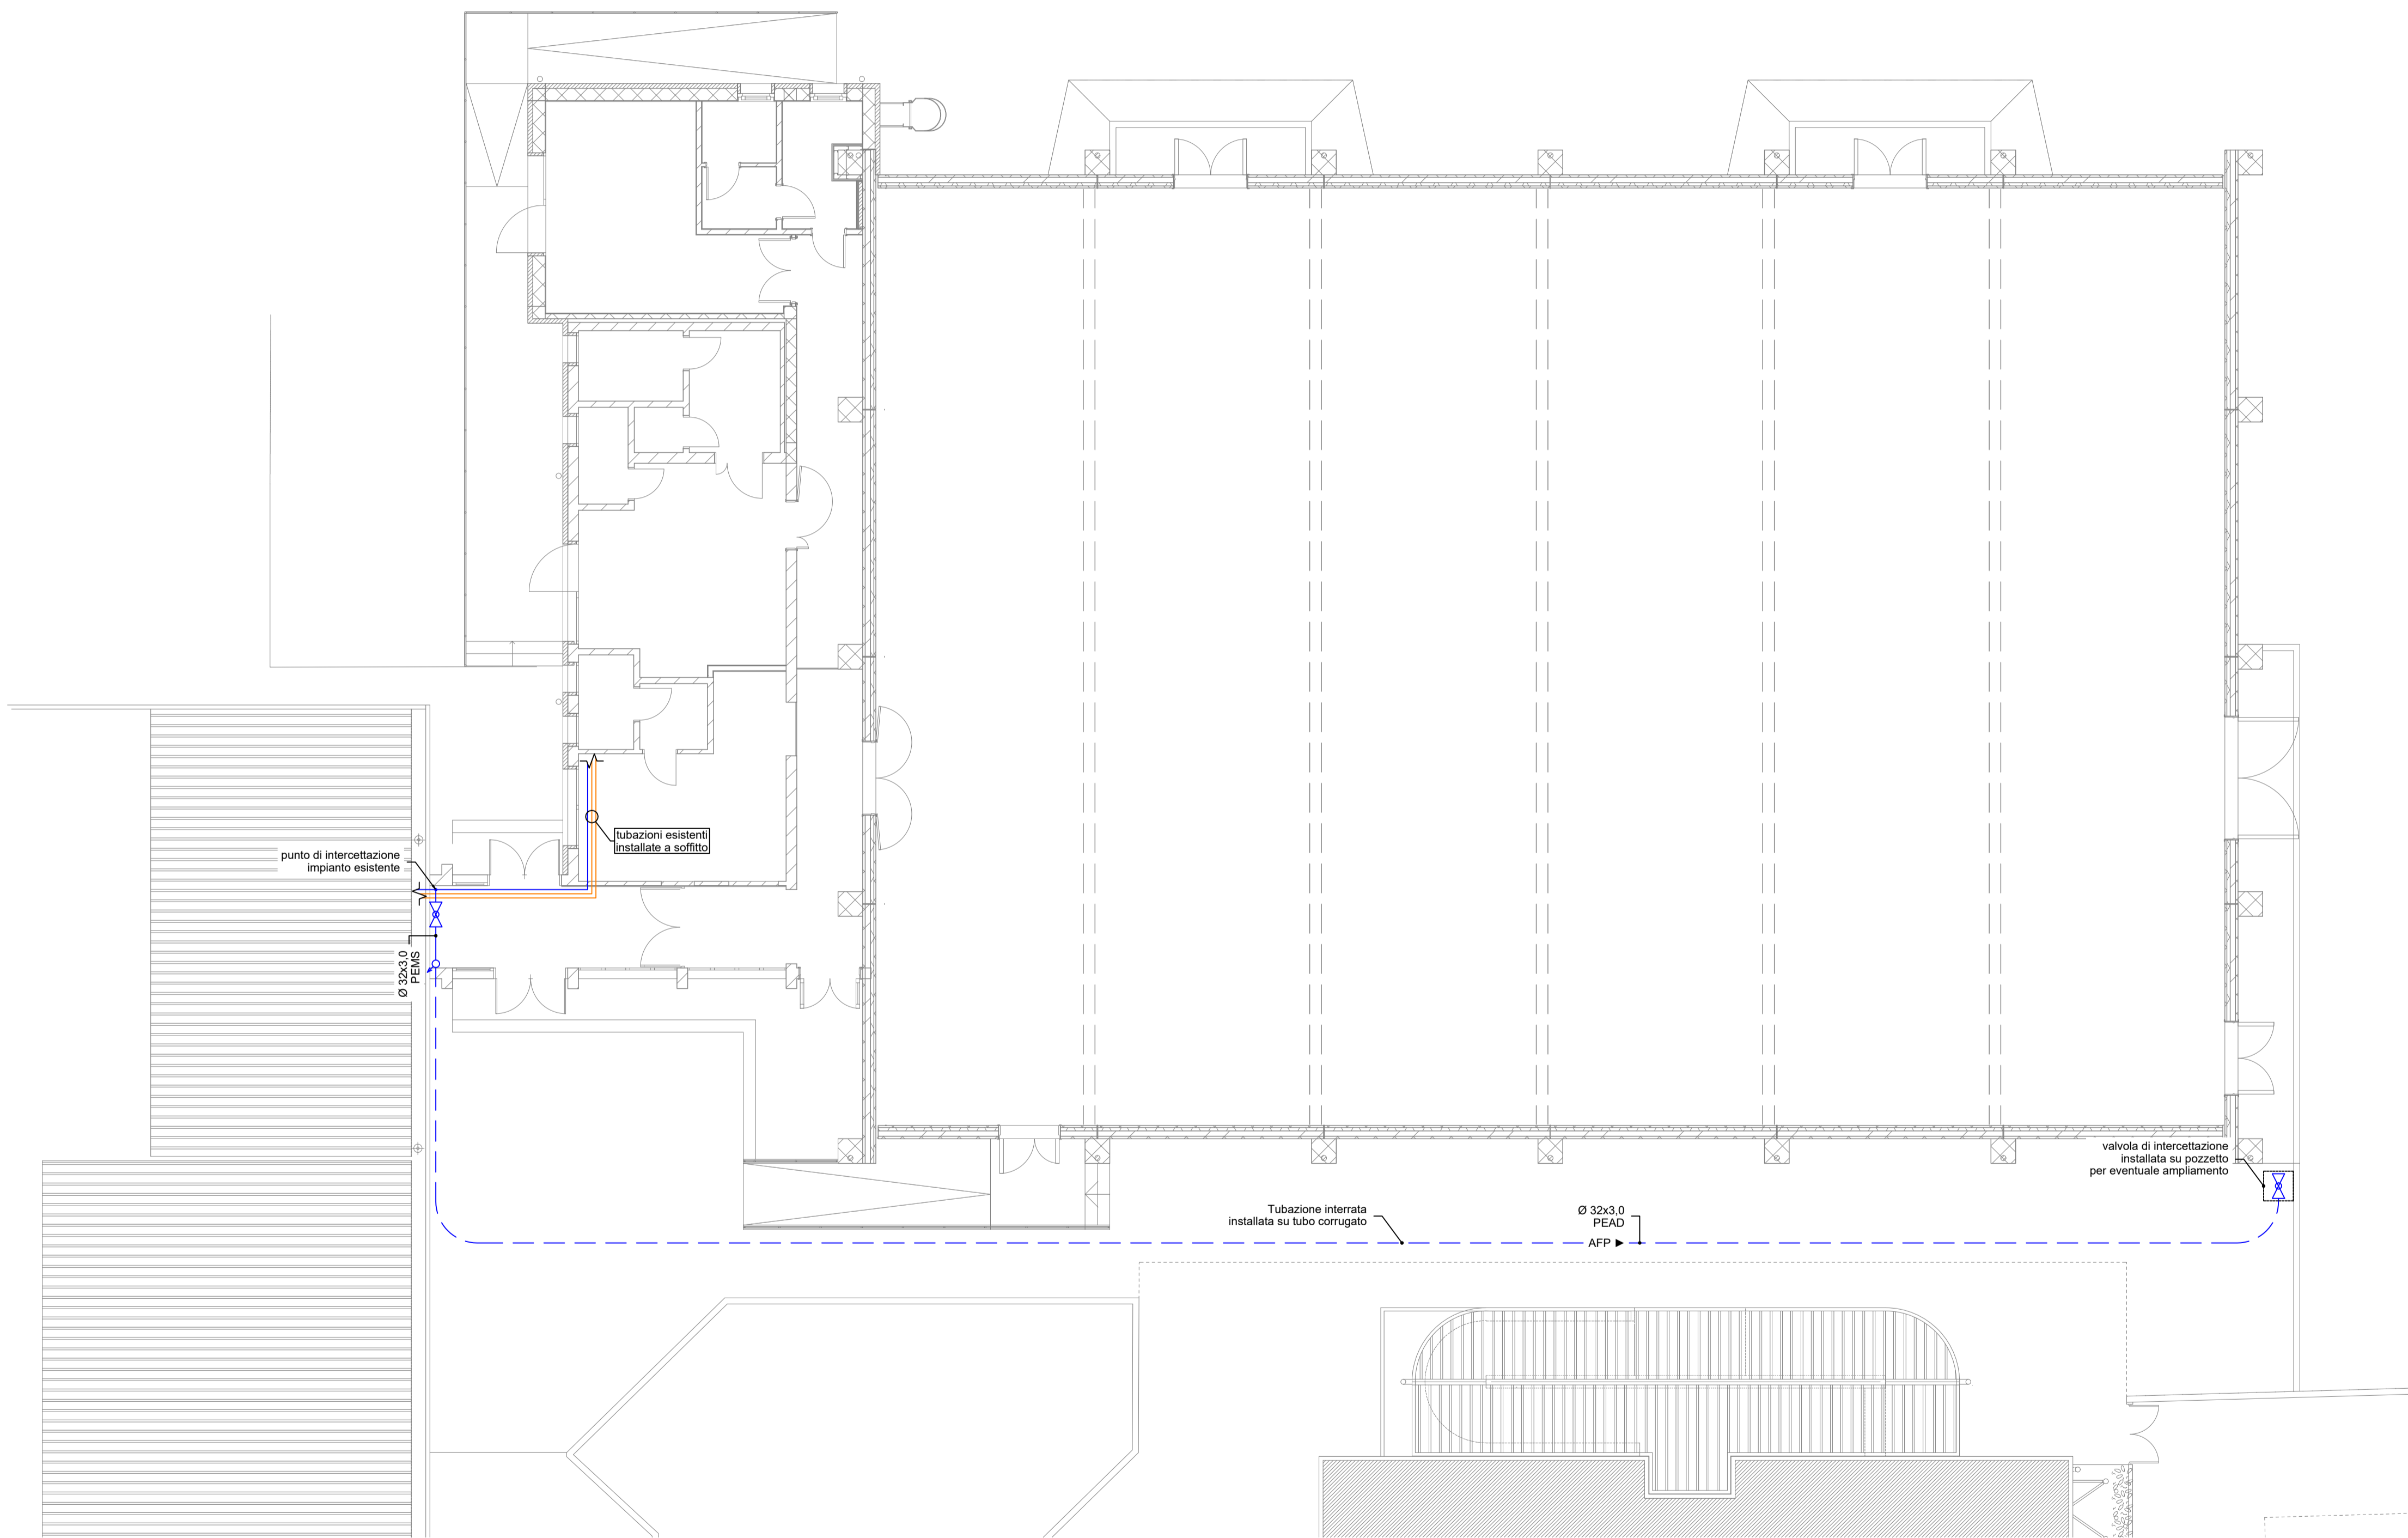 tubazioni esistenti
installate a soffitto
punto di intercettazione
impianto esistente
Ø 32x3,0
PEMS
valvola di intercettazione
installata su pozzetto
per eventuale ampliamento
Tubazione interrata
installata su tubo corrugato
Ø 32x3,0
PEAD
AFP ►